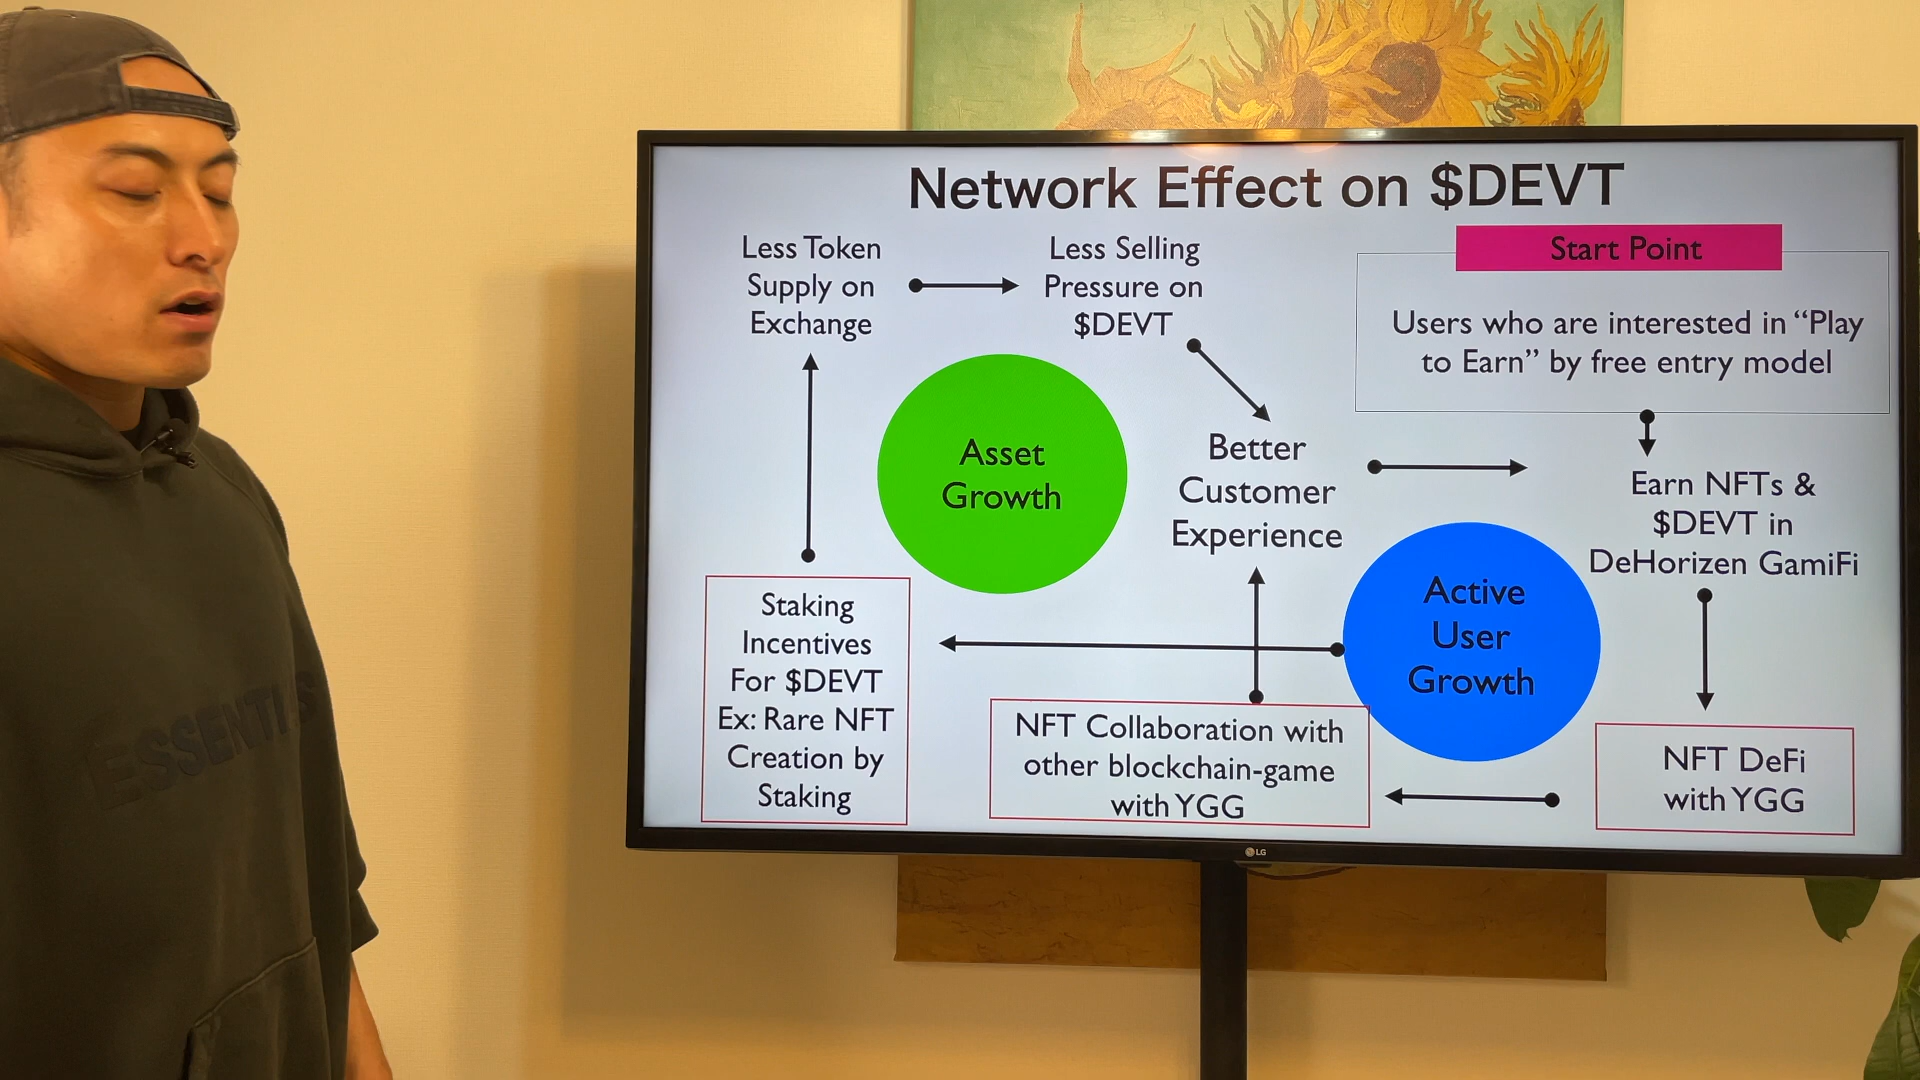 Network Effect on $DEVT
Less Token
Supply on
Exchange
Less Selling
Pressure on
$DEVT
Start Point
Users who are interested in “Play
to Earn” by free entry model
Asset
Growth
Better
Customer
Experience
Earn NFTs &
$DEVT in
DeHorizen GamiFi
Active
User
Growth
Staking
Incentives
For $DEVT
Ex: Rare NFT
Creation by
Staking
NFT Collaboration with
other blockchain-game
with YGG
NFT DeFi
with YGG
LG
ESSENTI